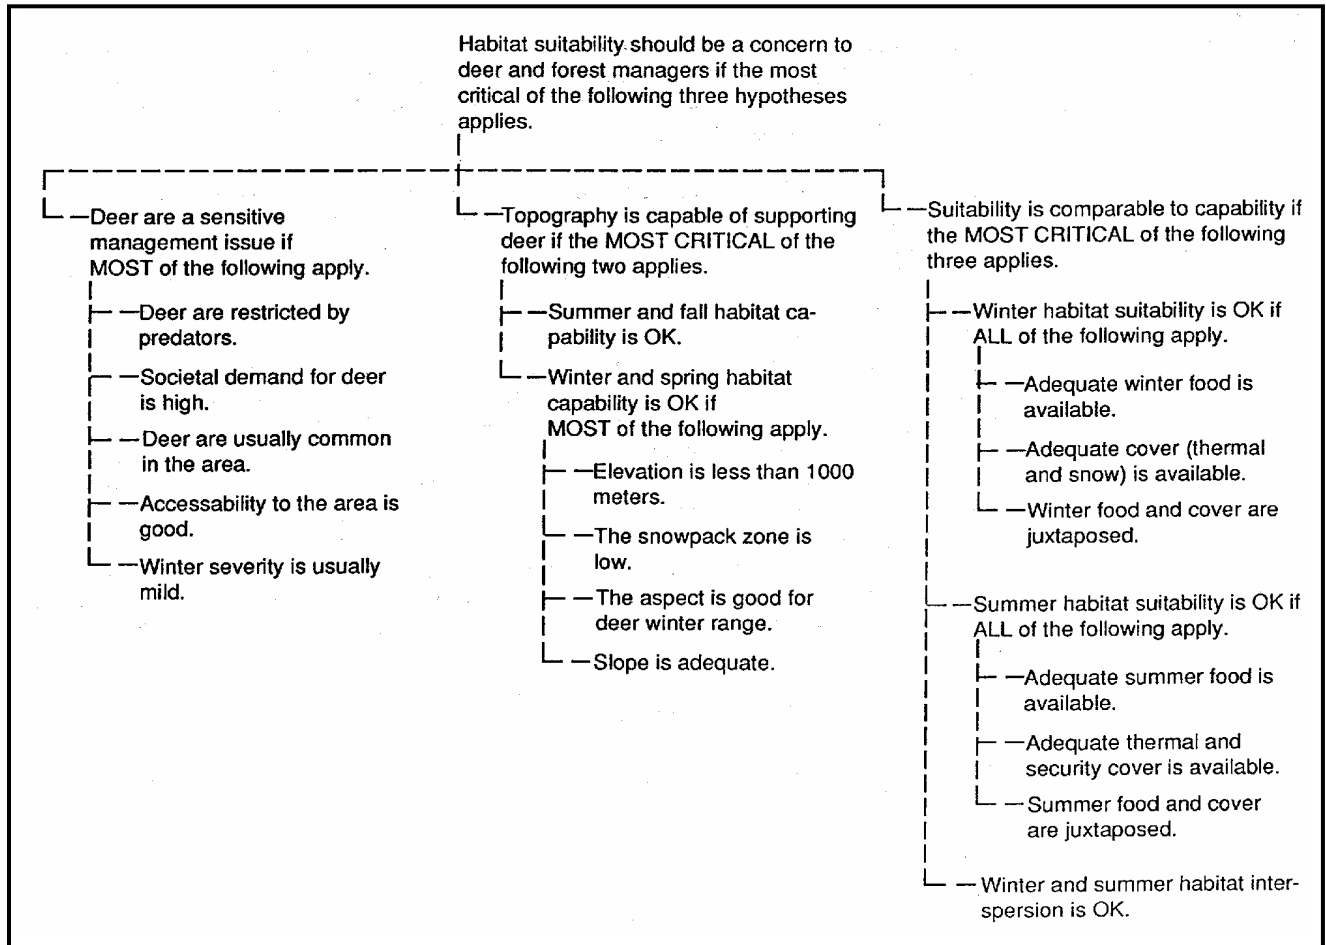 Habitat suitability should be a concern to
deer and forest managers if the most
critical of the following three hypotheses
applies.
Deer are a sensitive
management issue if
MOST of the following apply.
Deer are restricted by
predators.
Societal demand for deer
is high.
Deer are usually common
in the area.
Accessability to the area is
good.
Winter severity is usually
mild.
Topography is capable of supporting
deer if the MOST CRITICAL of the
following two applies.
Summer and fall habitat ca-
pability is OK.
Winter and spring habitat
capability is OK if
MOST of the following apply.
Elevation is less than 1000
meters.
The snowpack zone is
low.
The aspect is good for
deer winter range.
Slope is adequate.
Suitability is comparable to capability if
the MOST CRITICAL of the following
three applies.
Winter habitat suitability is OK if
ALL of the following apply.
Adequate winter food is
available.
Adequate cover (thermal
and snow) is available.
Winter food and cover are
juxtaposed.
Summer habitat suitability is OK if
ALL of the following apply.
Adequate summer food is
available.
Adequate thermal and
security cover is available.
Summer food and cover
are juxtaposed.
Winter and summer habitat inter-
spersion is OK.